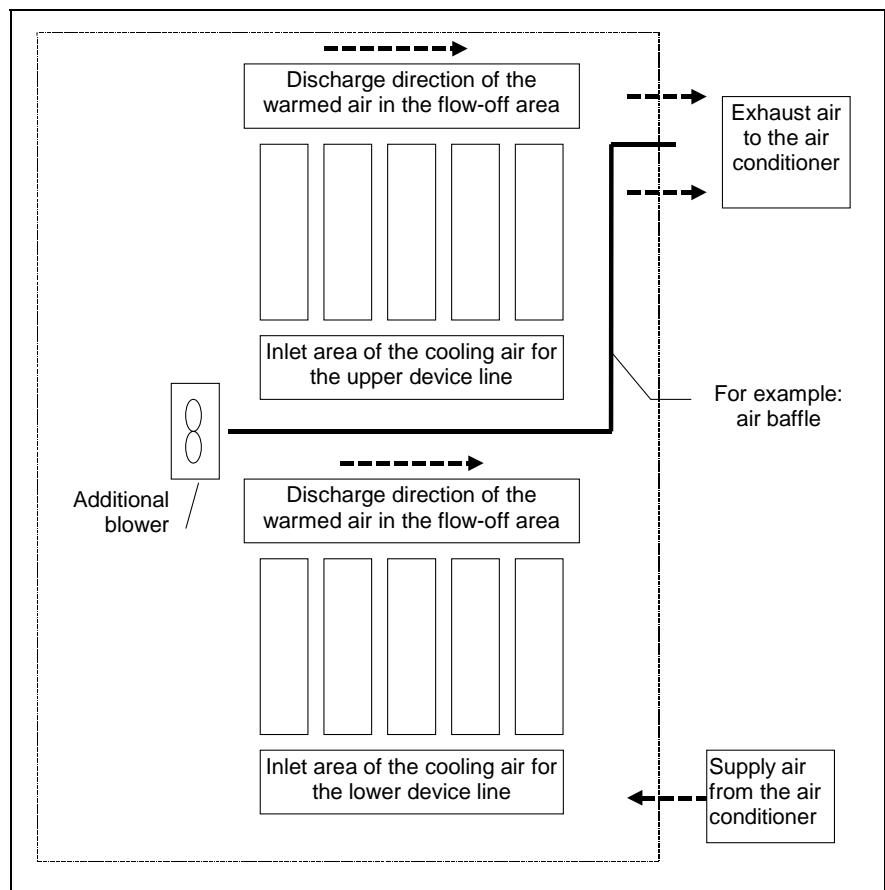 Discharge direction of the
warmed air in the flow-off area
Exhaust air
to the air
conditioner
Inlet area of the cooling air for
the upper device line
For example:
air baffle
Additional
blower
Discharge direction of the
warmed air in the flow-off area
Inlet area of the cooling air for
the lower device line
Supply air
from the air
conditioner